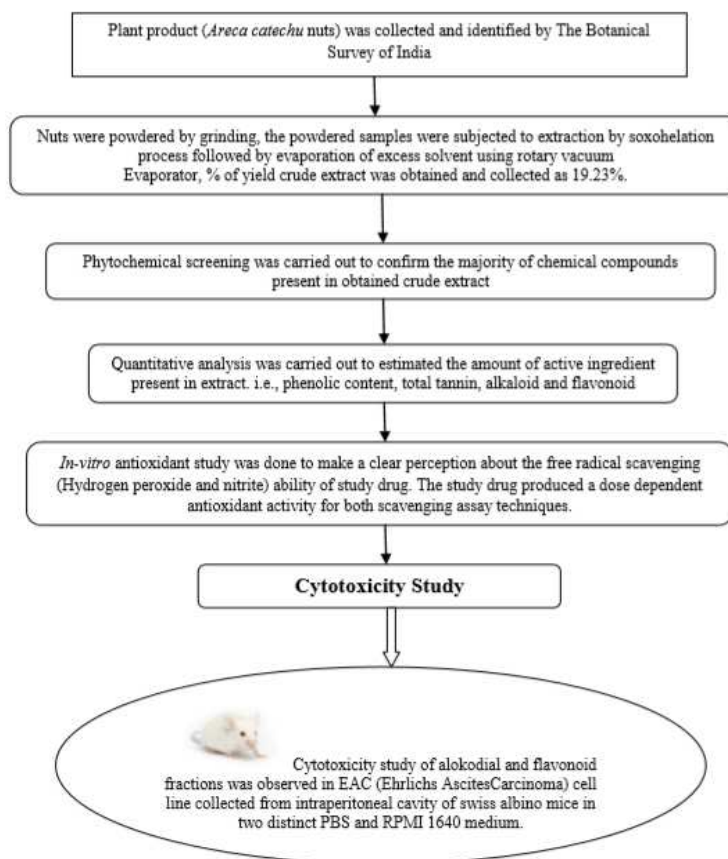 Plant product (Areca catechu nuts) was collected and identified by The Botanical
Survey of India
Nuts were powdered by grinding, the powdered samples were subjected to extraction by soxohelation
process followed by evaporation of excess solvent using rotary vacuum
Evaporator, % of yield crude extract was obtained and collected as 19.23%.
Phytochemical screening was carried out to confirm the majority of chemical compounds
present in obtained crude extract
Quantitative analysis was carried out to estimated the amount of active ingredient
present in extract. i.e., phenolic content, total tannin, alkaloid and flavonoid
In-vitro antioxidant study was done to make a clear perception about the free radical scavenging
(Hydrogen peroxide and nitrite) ability of study drug. The study drug produced a dose dependent
antioxidant activity for both scavenging assay techniques.
Cytotoxicity Study
Cytotoxicity study of alokodial and flavonoid
fractions was observed in EAC (Ehrlichs AscitesCarcinoma) cell
line collected from intraperitoneal cavity of swiss albino mice in
two distinct PBS and RPMI 1640 medium.